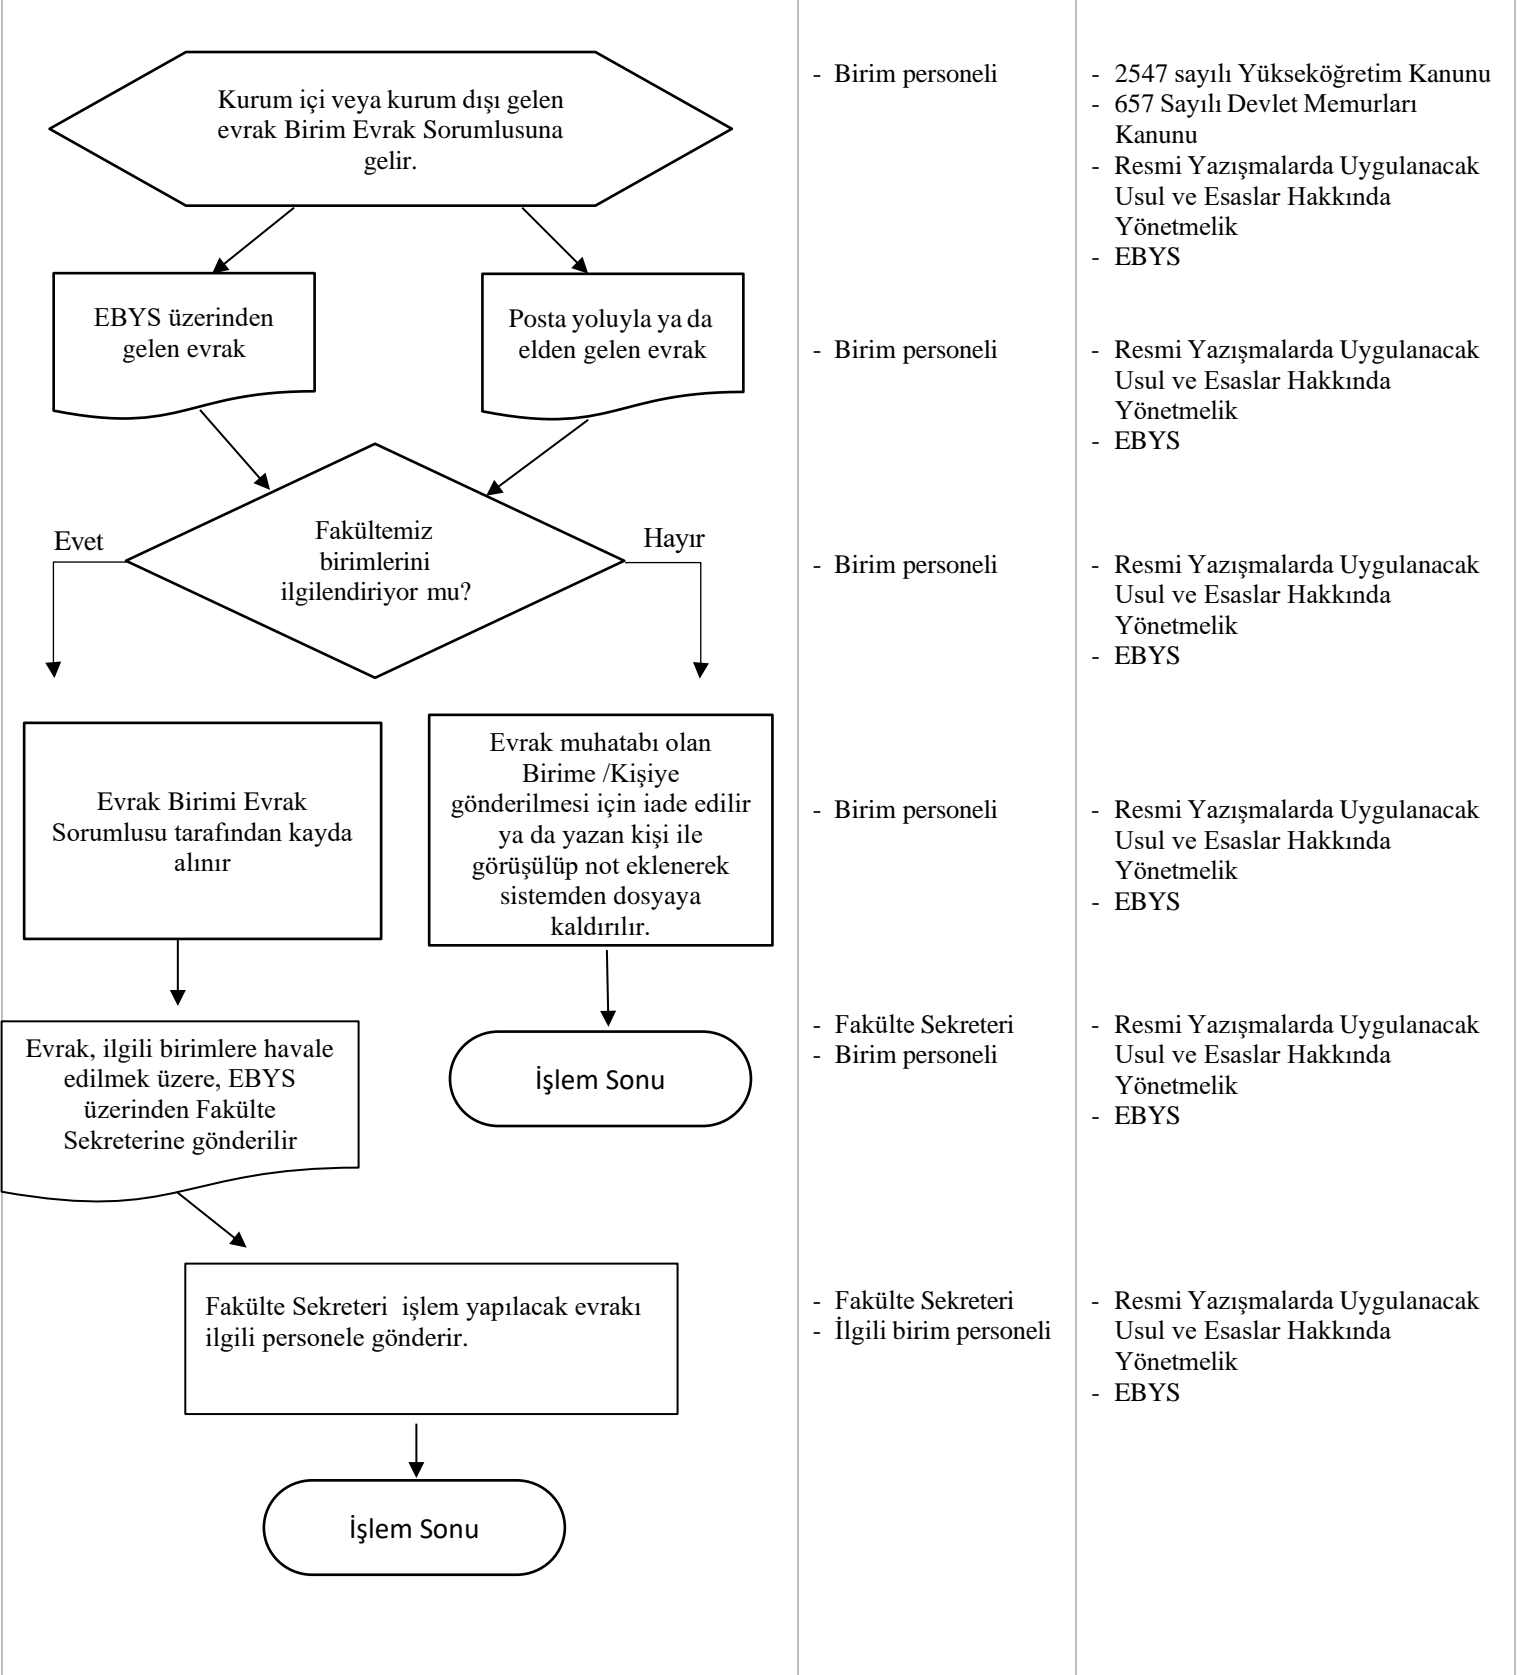 Kurum içi veya kurum dışı gelen
evrak Birim Evrak Sorumlusuna
gelir.
- Birim personeli
- 2547 sayılı Yükseköğretim Kanunu
- 657 Sayılı Devlet Memurları
Kanunu
- Resmi Yazışmalarda Uygulanacak
Usul ve Esaslar Hakkında
Yönetmelik
- EBYS
EBYS üzerinden
gelen evrak
Posta yoluyla ya da
elden gelen evrak
- Birim personeli
- Resmi Yazışmalarda Uygulanacak
Usul ve Esaslar Hakkında
Yönetmelik
- EBYS
Evet
Fakültemiz
birimlerini
ilgilendiriyor mu?
Hayır
- Birim personeli
- Resmi Yazışmalarda Uygulanacak
Usul ve Esaslar Hakkında
Yönetmelik
- EBYS
Evrak Birimi Evrak
Sorumlusu tarafından kayda
alınır
Evrak muhatabı olan
Birime /Kişiye
gönderilmesi için iade edilir
ya da yazan kişi ile
görüşülüp not eklenerek
sistemden dosyaya
kaldırılır.
- Birim personeli
- Resmi Yazışmalarda Uygulanacak
Usul ve Esaslar Hakkında
Yönetmelik
- EBYS
Evrak, ilgili birimlere havale
edilmek üzere, EBYS
üzerinden Fakülte
Sekreterine gönderilir
İşlem Sonu
- Fakülte Sekreteri
- Birim personeli
- Resmi Yazışmalarda Uygulanacak
Usul ve Esaslar Hakkında
Yönetmelik
- EBYS
Fakülte Sekreteri işlem yapılacak evrakı
ilgili personele gönderir.
- Fakülte Sekreteri
- İlgili birim personeli
- Resmi Yazışmalarda Uygulanacak
Usul ve Esaslar Hakkında
Yönetmelik
- EBYS
İşlem Sonu